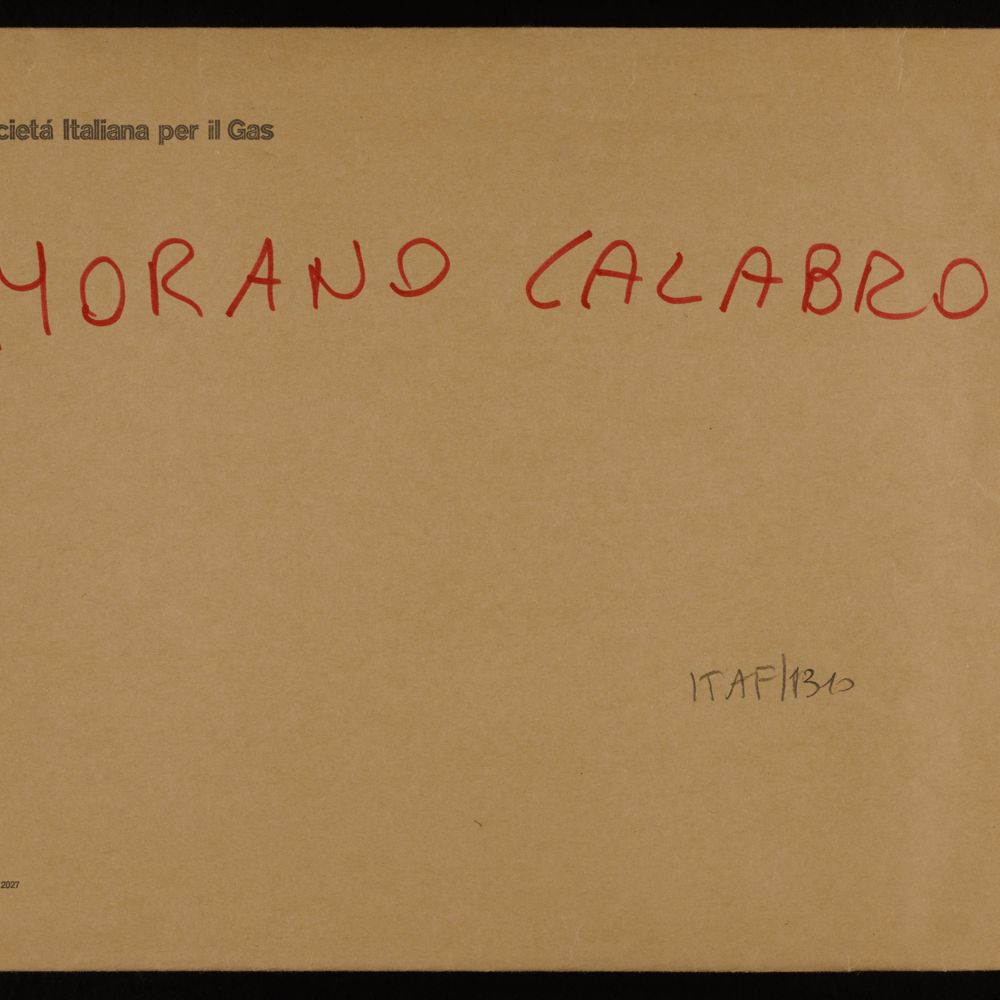 cietá Italiana per il Gas
MORANO CALABRO
ITAF/1310
2027